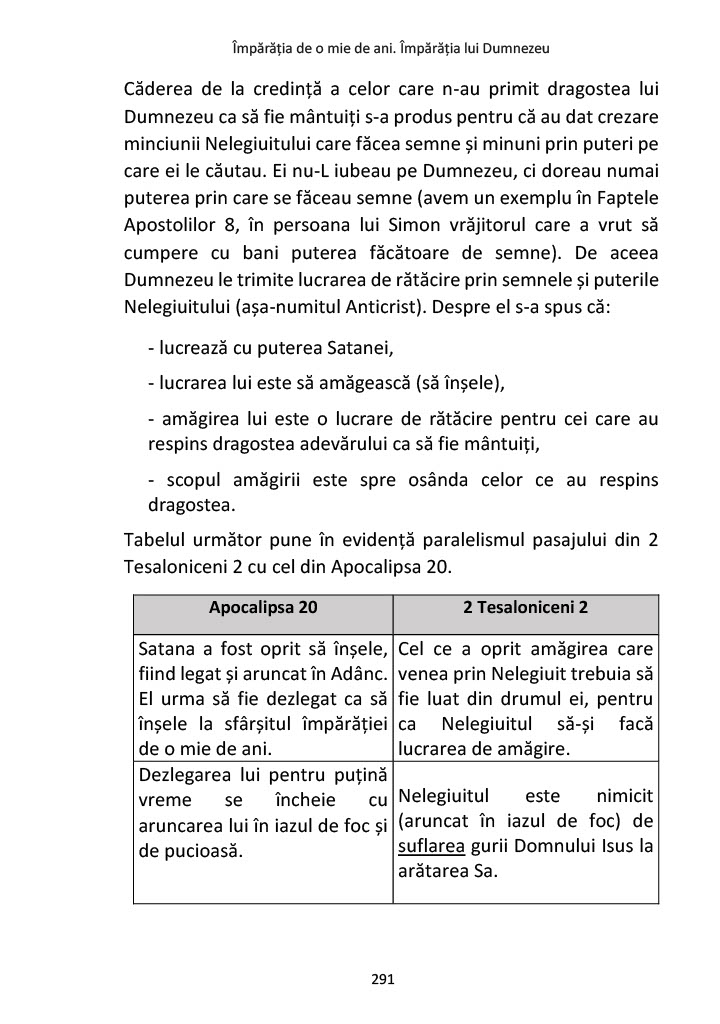 Împărăția de o mie de ani. Împărăția lui Dumnezeu
Căderea de la credință a celor care n-au primit dragostea lui
Dumnezeu ca să fie mântuiți s-a produs pentru că au dat crezare
minciunii Nelegiuitului care făcea semne și minuni prin puteri pe
care ei le căutau. Ei nu-L iubeau pe Dumnezeu, ci doreau numai
puterea prin care se făceau semne (avem un exemplu în Faptele
Apostolilor 8, în persoana lui Simon vrăjitorul care a vrut să
cumpere cu bani puterea făcătoare de semne). De aceea
Dumnezeu le trimite lucrarea de rătăcire prin semnele și puterile
Nelegiuitului (așa-numitul Anticrist). Despre el s-a spus că:
- lucrează cu puterea Satanei,
- lucrarea lui este să amăgească (să înșele),
- amăgirea lui este o lucrare de rătăcire pentru cei care au
respins dragostea adevărului ca să fie mântuiți,
- scopul amăgirii este spre osânda celor ce au respins
dragostea.
Tabelul următor pune în evidență paralelismul pasajului din 2
Tesaloniceni 2 cu cel din Apocalipsa 20.
Apocalipsa 20
2 Tesaloniceni 2
Satana a fost oprit să înșele,
fiind legat și aruncat în Adânc.
El urma să fie dezlegat ca să
înșele la sfârșitul împărăției
de o mie de ani.
Cel ce a oprit amăgirea care
venea prin Nelegiuit trebuia să
fie luat din drumul ei, pentru
ca Nelegiuitul să-și facă
lucrarea de amăgire.
Dezlegarea lui pentru puțină
vreme se încheie cu
aruncarea lui în iazul de foc și
de pucioasă.
Nelegiuitul este nimicit
(aruncat în iazul de foc) de
suflarea gurii Domnului Isus la
arătarea Sa.
291